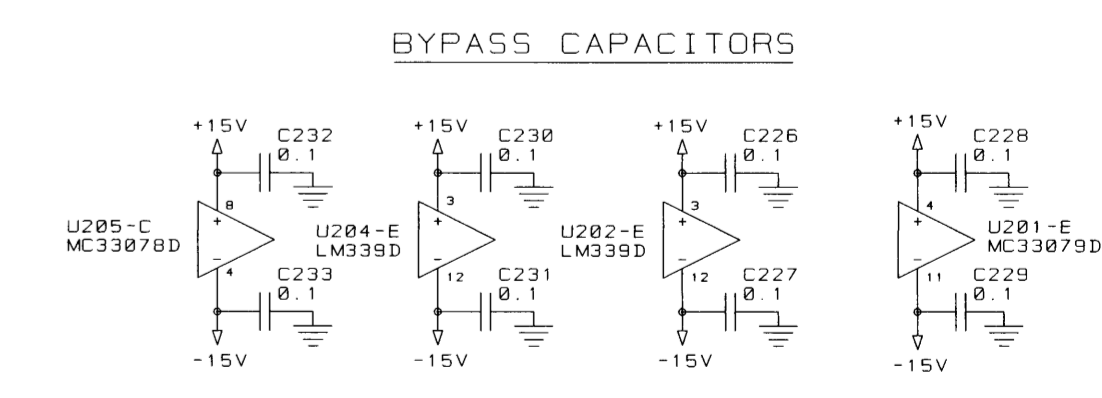 BYPASS CAPACITORS
+15V
C232
0.1
8
+
U205-C
MC33078D
-
4
C233
0.1
-15V
+15V
C230
0.1
3
+
U204-E
LM339D
-
12
C231
0.1
-15V
+15V
C226
0.1
3
+
U202-E
LM339D
-
12
C227
0.1
-15V
+15V
C228
0.1
4
+
U201-E
MC33079D
-
11
C229
0.1
-15V